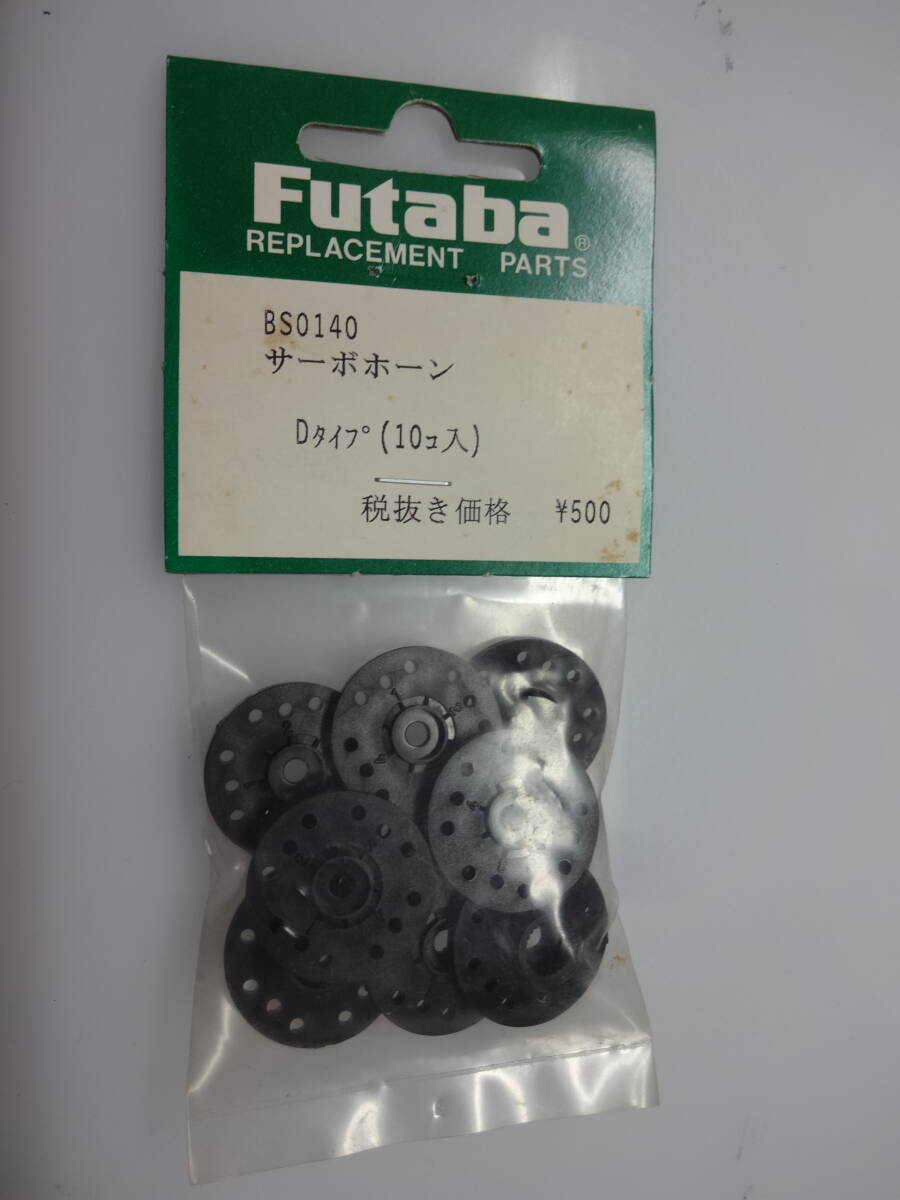 Futaba®
REPLACEMENT PARTS
BS0140
サーボホーン
Dﾀｲﾌﾟ(10ｺ入)
税抜き価格 ¥500